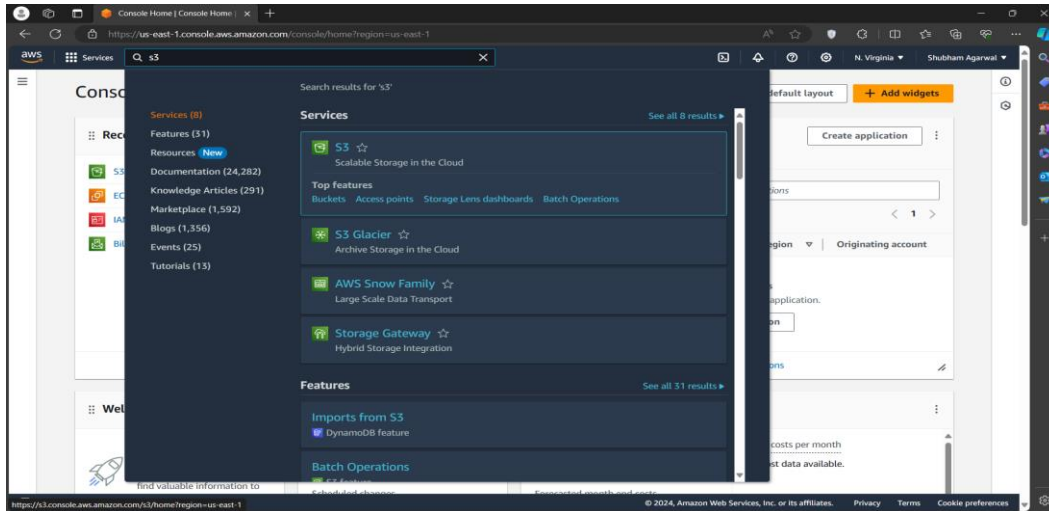 Console Home | Console Home |
https://us-east-1.console.aws.amazon.com/console/home?region=us-east-1
aws
Services
s3
N. Virginia
Shubham Agarwal
default layout
+ Add widgets
Search results for 's3'
Services (8)
Features (31)
Resources New
Documentation (24,282)
Knowledge Articles (291)
Marketplace (1,592)
Blogs (1,356)
Events (25)
Tutorials (13)
Services
See all 8 results
S3
Scalable Storage in the Cloud
Top features
Buckets Access points Storage Lens dashboards Batch Operations
S3 Glacier
Archive Storage in the Cloud
AWS Snow Family
Large Scale Data Transport
Storage Gateway
Hybrid Storage Integration
Features
See all 31 results
Imports from S3
DynamoDB feature
Batch Operations
S3 feature
Create application
1
Originating account
application.
costs per month
data available.
find valuable information to
https://s3.console.aws.amazon.com/s3/home?region=us-east-1
© 2024, Amazon Web Services, Inc. or its affiliates.
Privacy Terms Cookie preferences